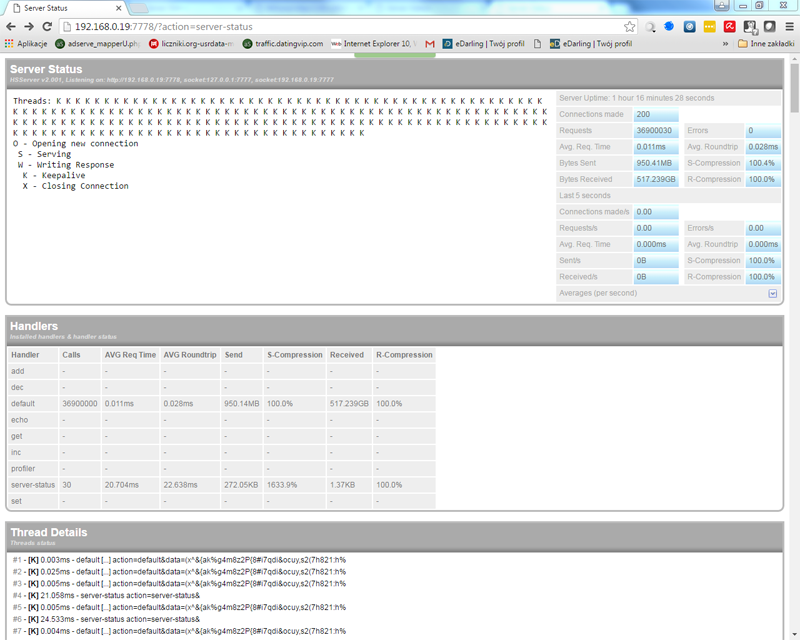 Server Status
192.168.0.19:7778/?action=server-status
Aplikacje adserve_mapperU.ph liczniki.org-usrdata-n traffic.datingvip.com Internet Explorer 10, eDarling | Twój profil eDarling | Twój profil » Inne zakładki
Server Status
HSServer v2.001, Listening on: http:/192.168.0.19:7778, socket:127.0.0.1:7777, socket:192.168.0.19:7777
Threads: K K K K K K K K K K K K K K K K K K K K K K K K K K K K K K K K K K K K K K K K K
K K K K K K K K K K K K K K K K K K K K K K K K K K K K K K K K K K K K K K K K K K K K K
K K K K K K K K K K K K K K K K K K K K K K K K K K K K K K K K K K K K K K K K K K K K K
K K K K K K K K K K K K K K K K K K K K K K K K K K K K K
O - Opening new connection
S - Serving
W - Writing Response
K - Keepalive
X - Closing Connection
Server Uptime: 1 hour 16 minutes 28 seconds
Connections made 200
Requests 36900030 Errors 0
Avg. Req. Time 0.011ms Avg. Roundtrip 0.028ms
Bytes Sent 950.41MB S-Compression 100.4%
Bytes Received 517.239GB R-Compression 100.0%
Last 5 seconds
Connections made/s 0.00
Requests/s 0.00 Errors/s 0.00
Avg. Req. Time 0.000ms Avg. Roundtrip 0.000ms
Sent/s 0B S-Compression 100.0%
Received/s 0B R-Compression 100.0%
Averages (per second)
Handlers
Installed handlers & handler status
Handler Calls AVG Req Time AVG Roundtrip Send S-Compression Received R-Compression
add - - - - - - -
dec - - - - - - -
default 36900000 0.011ms 0.028ms 950.14MB 100.0% 517.239GB 100.0%
echo - - - - - - -
get - - - - - - -
inc - - - - - - -
profiler - - - - - - -
server-status 30 20.704ms 22.638ms 272.05KB 1633.9% 1.37KB 100.0%
set - - - - - - -
Thread Details
Threads status
#1 - [K] 0.003ms - default [...] action=default&data=(x^&{ak%g4m8z2P{8#i7qdi&ocuy,s2(7h821:h%
#2 - [K] 0.025ms - default [...] action=default&data=(x^&{ak%g4m8z2P{8#i7qdi&ocuy,s2(7h821:h%
#3 - [K] 0.005ms - default [...] action=default&data=(x^&{ak%g4m8z2P{8#i7qdi&ocuy,s2(7h821:h%
#4 - [K] 21.058ms - server-status action=server-status&
#5 - [K] 0.005ms - default [...] action=default&data=(x^&{ak%g4m8z2P{8#i7qdi&ocuy,s2(7h821:h%
#6 - [K] 24.533ms - server-status action=server-status&
#7 - [K] 0.004ms - default [...] action=default&data=(x^&{ak%g4m8z2P{8#i7qdi&ocuy,s2(7h821:h%